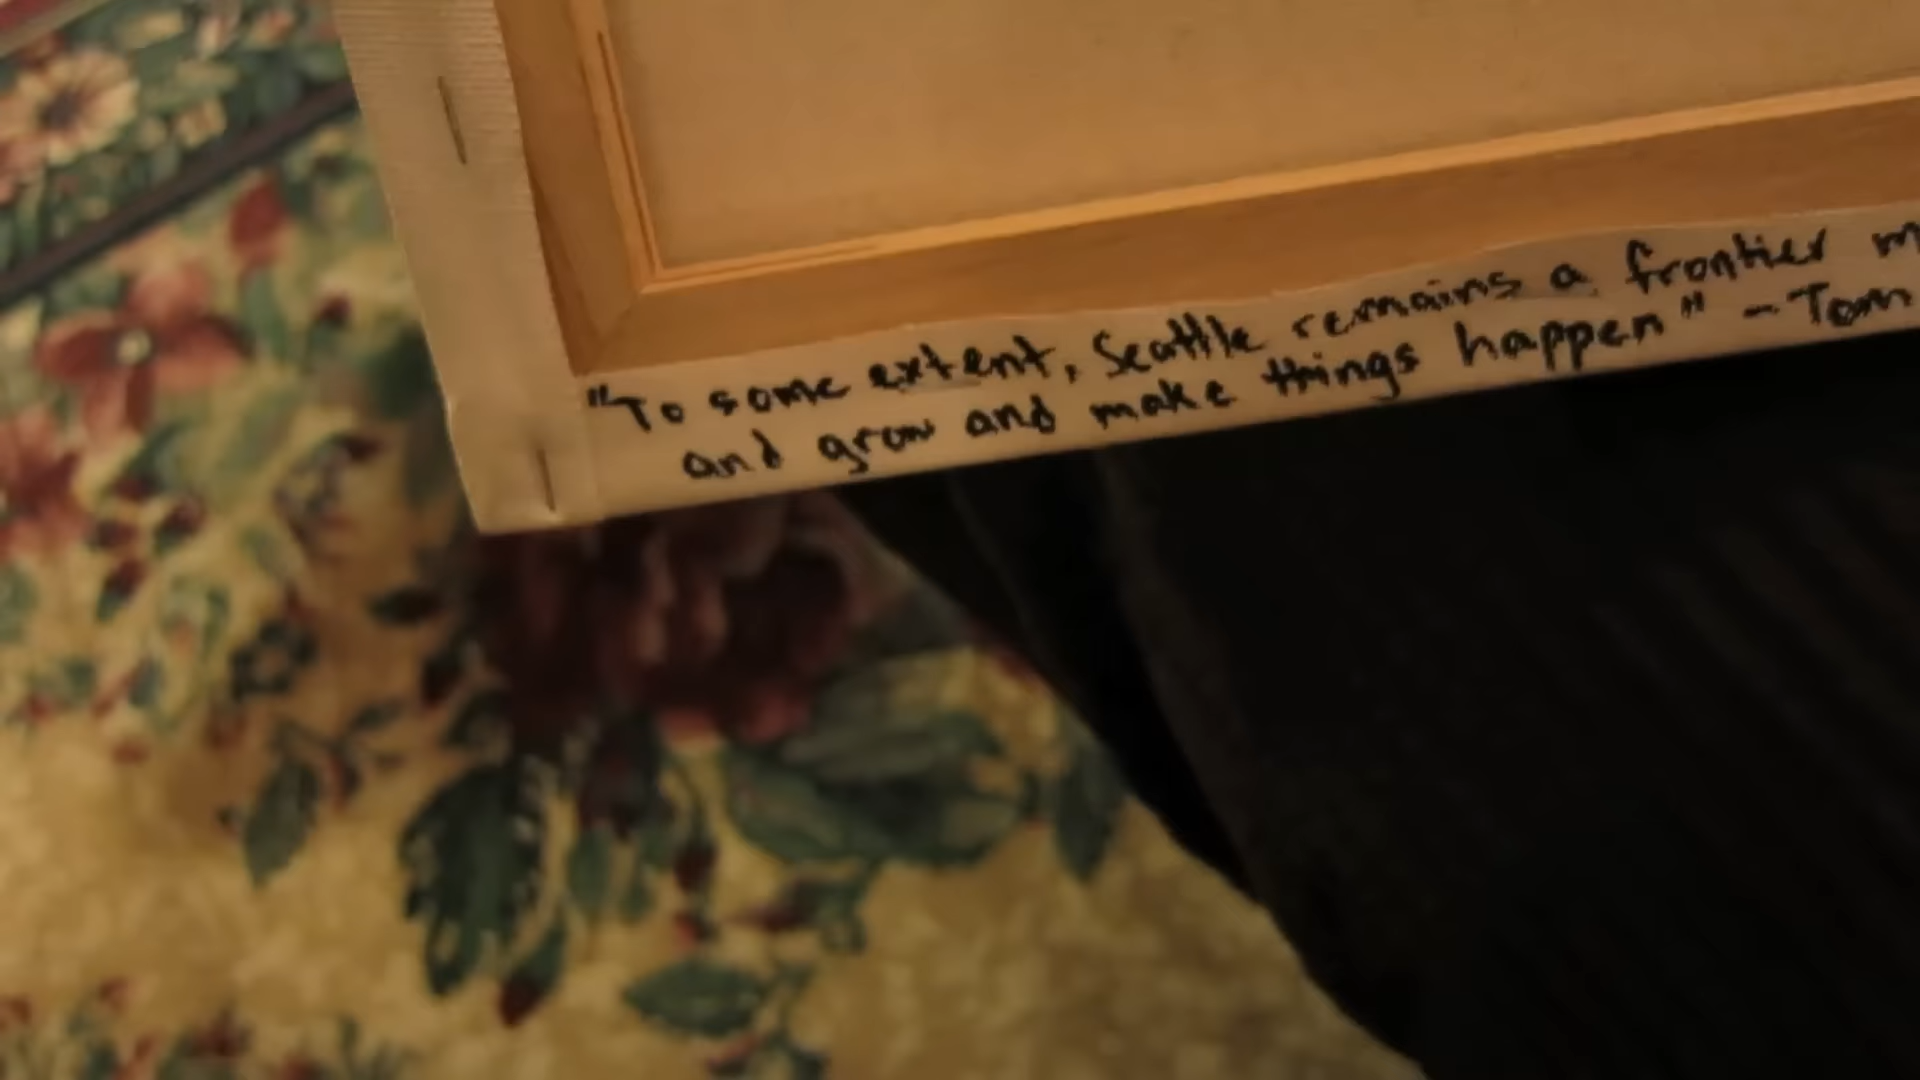 "To some extent, Seattle remains a frontier m
and grow and make things happen" - Tom